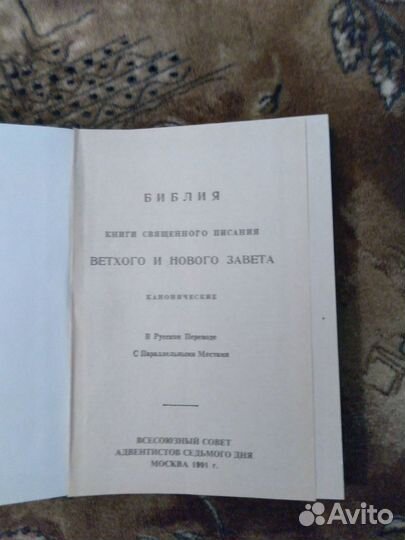 БИБЛИЯ
КНИГИ СВЯЩЕННОГО ПИСАНИЯ
ВЕТХОГО И НОВОГО ЗАВЕТА
КАНОНИЧЕСКИЕ
В Русском Переводе
С Параллельными Местами
ВСЕСОЮЗНЫЙ СОВЕТ
АДВЕНТИСТОВ СЕДЬМОГО ДНЯ
МОСКВА 1991 г.
Avito